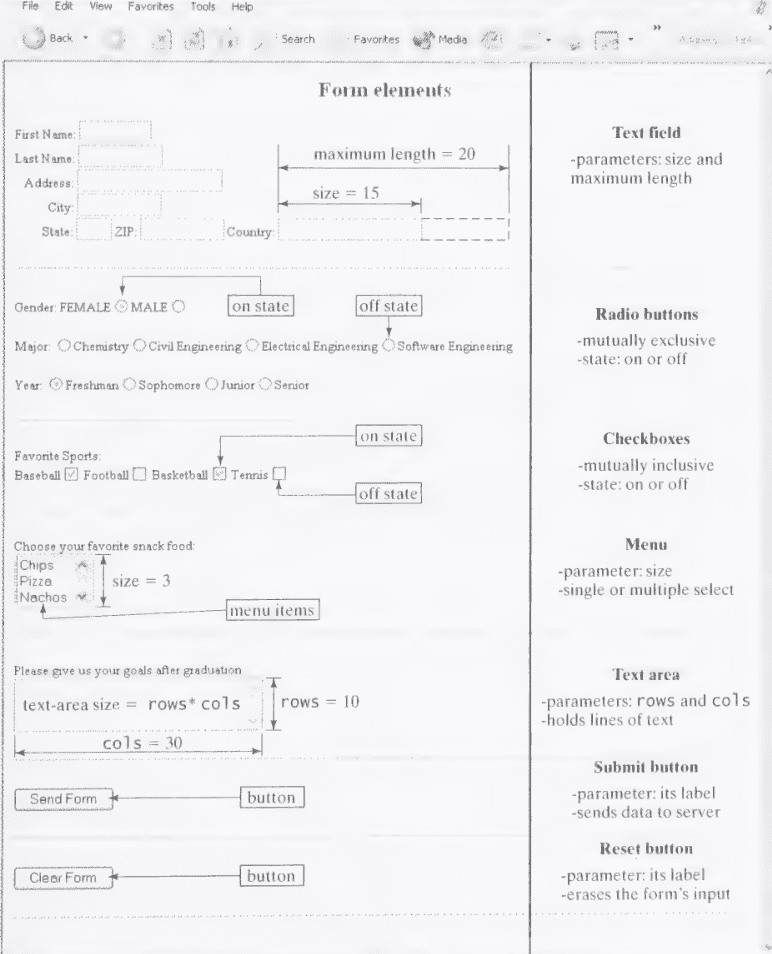 File Edit View Favorites Tools Help
Back Search Favorites Media
Form elements
First Name:
Last Name:
Address:
City:
State: ZIP: Country:
maximum length = 20
size = 15
Text field
-parameters: size and
maximum length
Gender: FEMALE MALE
on state
off state
Major: Chemistry Civil Engineering Electrical Engineering Software Engineering
Year: Freshman Sophomore Junior Senior
Radio buttons
-mutually exclusive
-state: on or off
on state
Favorite Sports:
Baseball Football Basketball Tennis
off state
Checkboxes
-mutually inclusive
-state: on or off
Choose your favorite snack food:
Chips
Pizza
Nachos
size = 3
menu items
Menu
-parameter: size
-single or multiple select
Please give us your goals after graduation
text-area size = rows* cols
rows = 10
cols = 30
Text area
-parameters: rows and cols
-holds lines of text
Send Form
button
Submit button
-parameter: its label
-sends data to server
Clear Form
button
Reset button
-parameter: its label
-erases the form's input